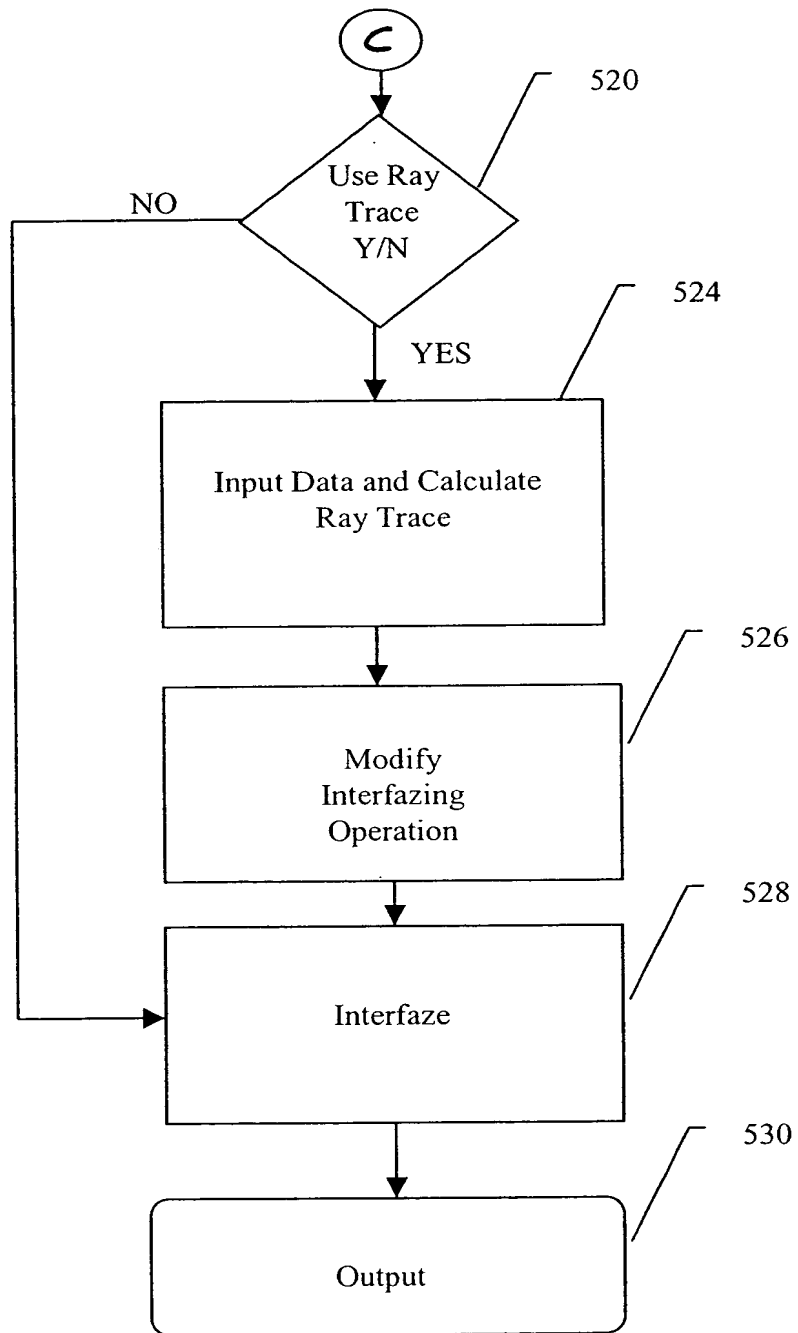 C
520
Use Ray
Trace
Y/N
NO
524
YES
Input Data and Calculate
Ray Trace
526
Modify
Interfazing
Operation
528
Interfaze
530
Output